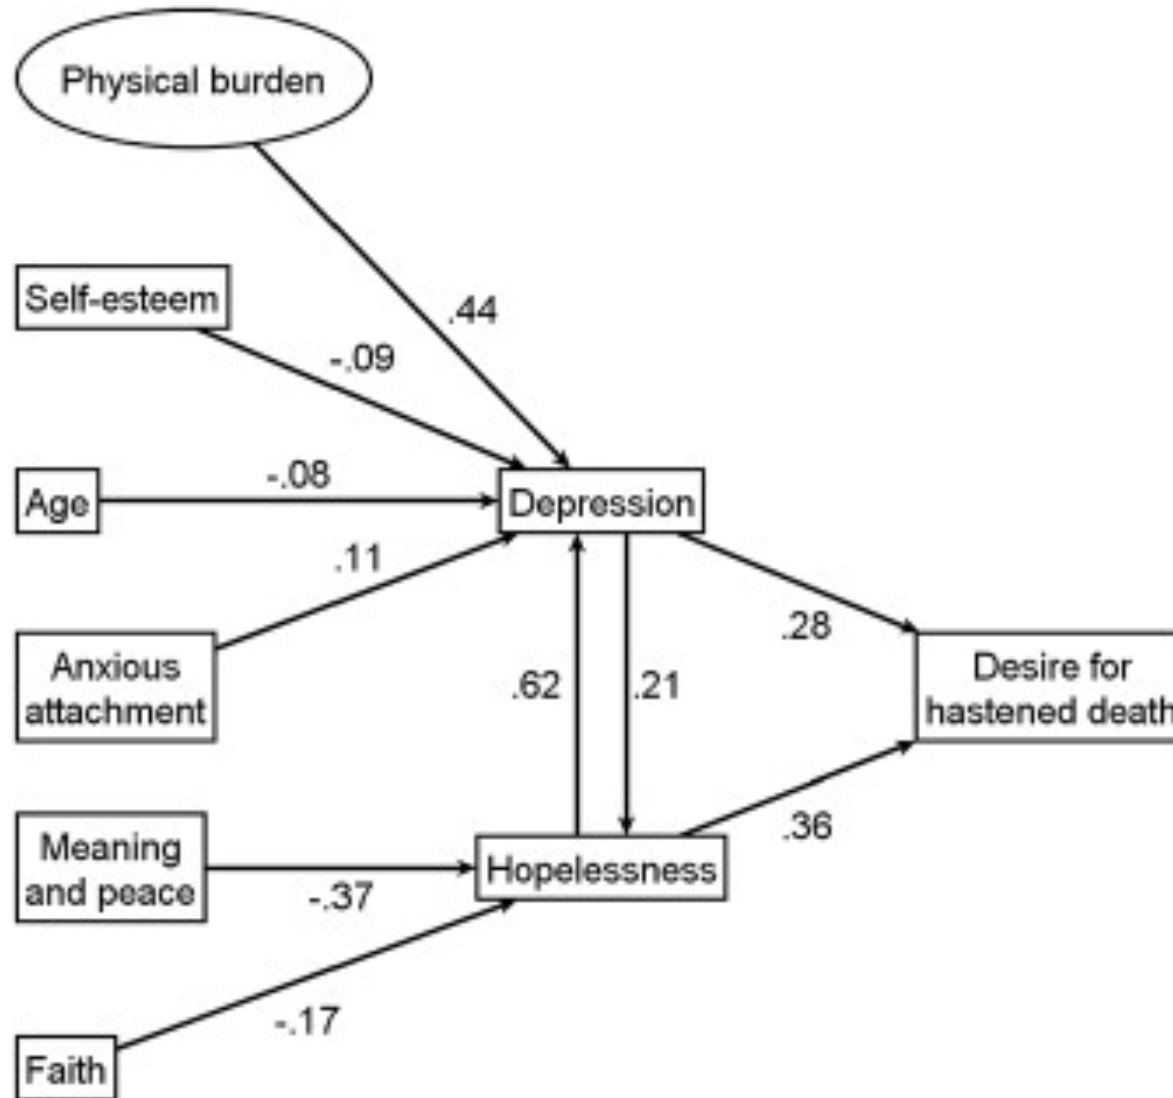 Physical burden
Self-esteem
.44
-.09
Age
-.08
Depression
.11
Anxious
attachment
.62
.21
.28
Desire for
hastened death
Meaning
and peace
-.37
Hopelessness
.36
Faith
-.17